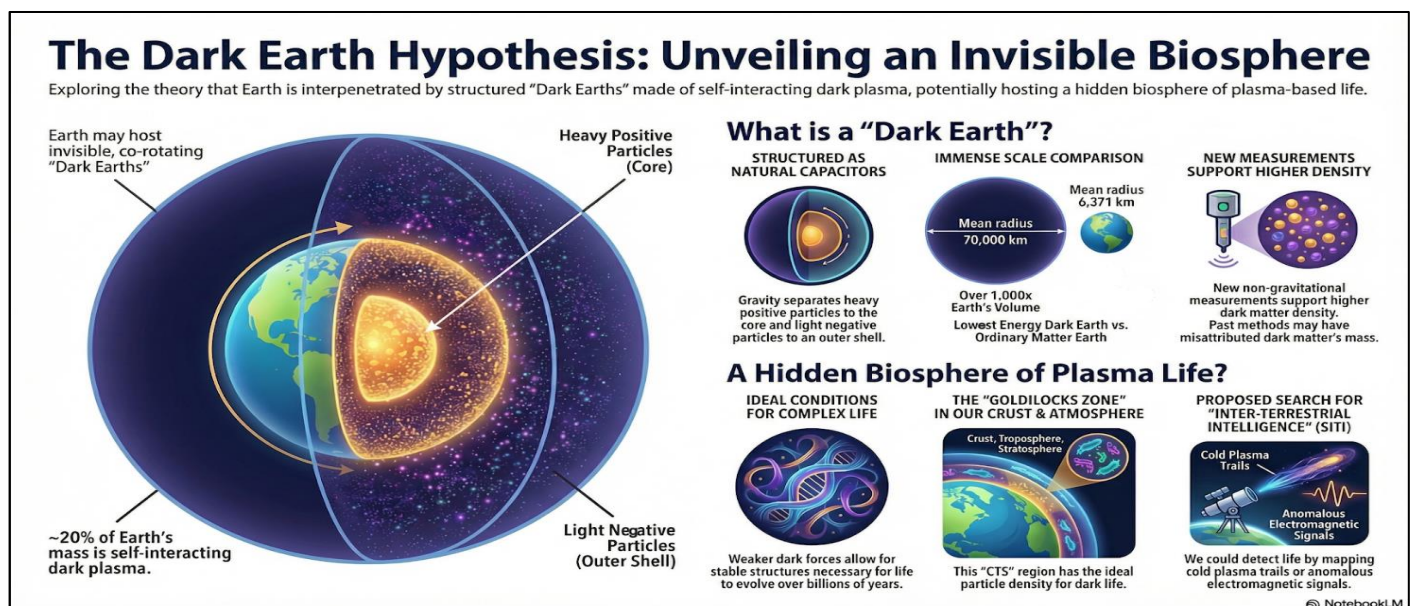 The Dark Earth Hypothesis: Unveiling an Invisible Biosphere
Exploring the theory that Earth is interpenetrated by structured "Dark Earths" made of self-interacting dark plasma, potentially hosting a hidden biosphere of plasma-based life.
Earth may host
invisible, co-rotating
"Dark Earths"
Heavy Positive
Particles
(Core)
~20% of Earth's
mass is self-interacting
dark plasma.
Light Negative
Particles
(Outer Shell)
What is a "Dark Earth"?
STRUCTURED AS
NATURAL CAPACITORS
Gravity separates heavy
positive particles to the
core and light negative
particles to an outer shell.
IMMENSE SCALE COMPARISON
Mean radius
70,000 km
Mean radius
6,371 km
Over 1,000x
Earth's Volume
Lowest Energy Dark Earth vs.
Ordinary Matter Earth
NEW MEASUREMENTS
SUPPORT HIGHER DENSITY
New non-gravitational
measurements support higher
dark matter density.
Past methods may have
misattributed dark matter's mass.
A Hidden Biosphere of Plasma Life?
IDEAL CONDITIONS
FOR COMPLEX LIFE
Weaker dark forces allow for
stable structures necessary for life
to evolve over billions of years.
THE "GOLDILOCKS ZONE"
IN OUR CRUST & ATMOSPHERE
Crust, Troposphere,
Stratosphere
This "CTS" region has the ideal
particle density for dark life.
PROPOSED SEARCH FOR
"INTER-TERRESTRIAL
INTELLIGENCE" (SITI)
Cold Plasma
Trails
Anomalous
Electromagnetic
Signals
We could detect life by mapping
cold plasma trails or anomalous
electromagnetic signals.
NotebookLM